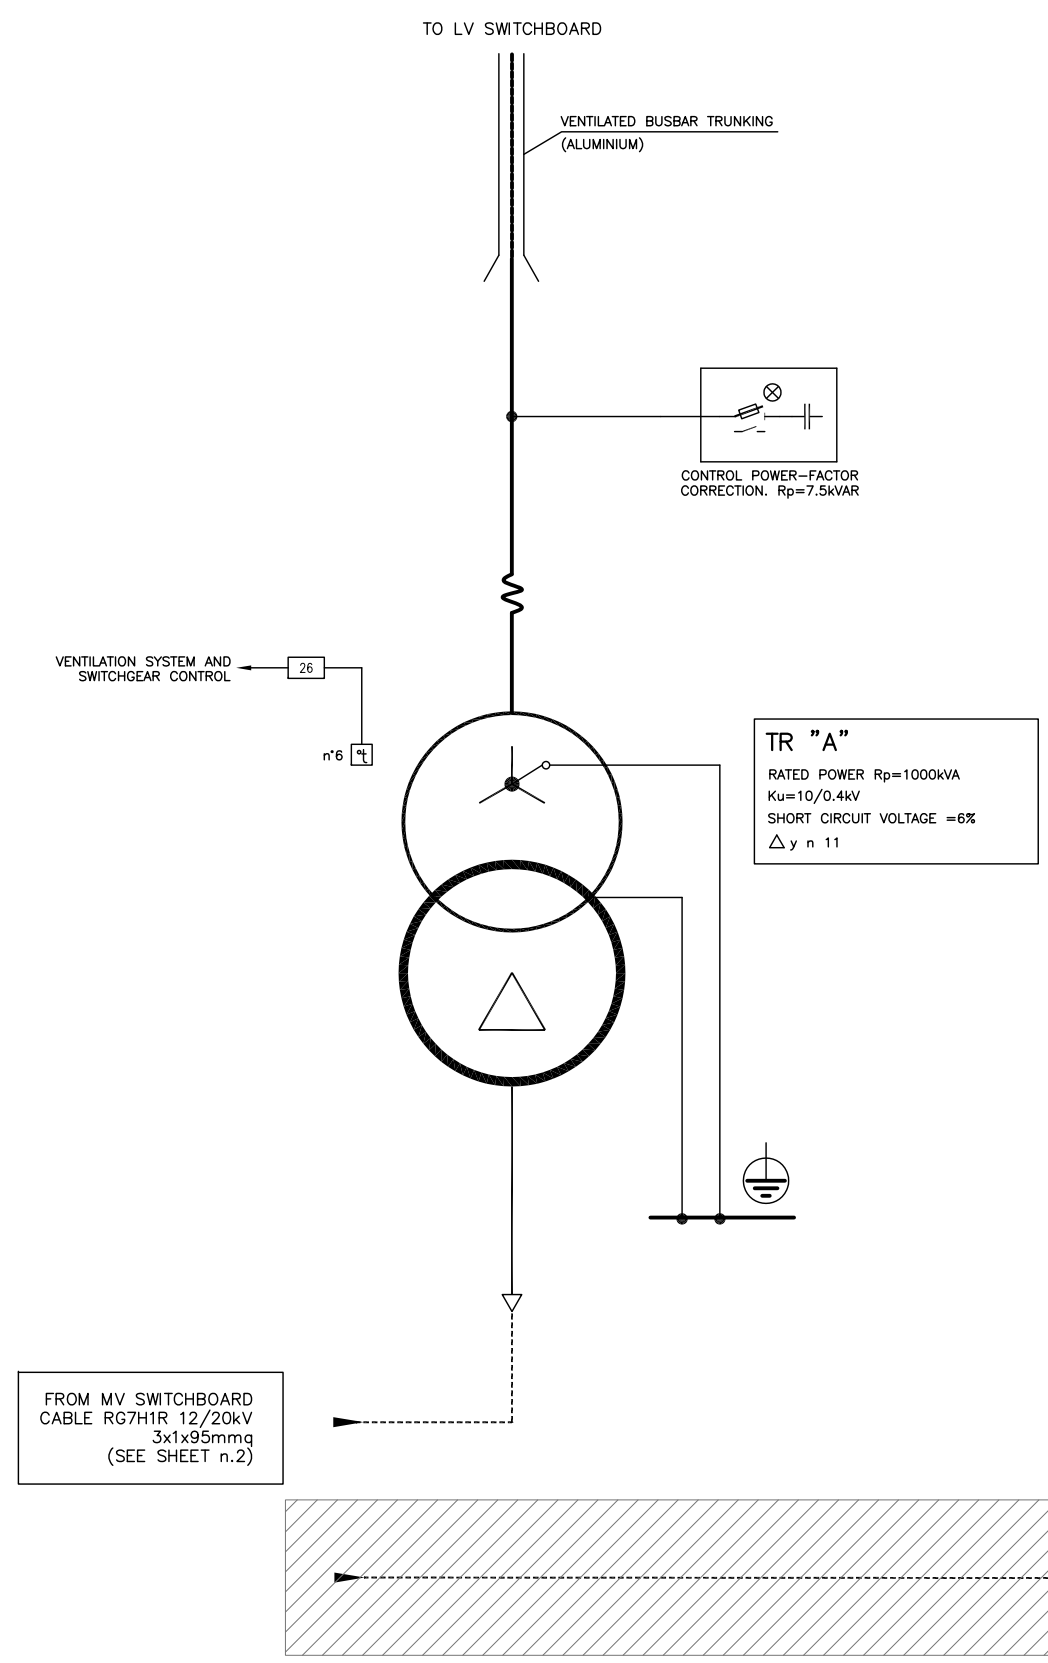 TO LV SWITCHBOARD
VENTILATED BUSBAR TRUNKING
(ALUMINIUM)
CONTROL POWER-FACTOR
CORRECTION. Rp=7.5kVAR
VENTILATION SYSTEM AND
SWITCHGEAR CONTROL
26
n°6
°t
TR "A"
RATED POWER Rp=1000kVA
Ku=10/0.4kV
SHORT CIRCUIT VOLTAGE =6%
△ y n 11
FROM MV SWITCHBOARD
CABLE RG7H1R 12/20kV
3x1x95mmq
(SEE SHEET n.2)